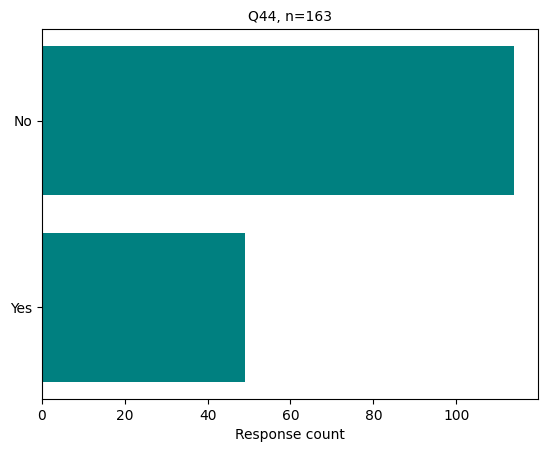 Q44, n=163
No
Yes
0 20 40 60 80 100
Response count